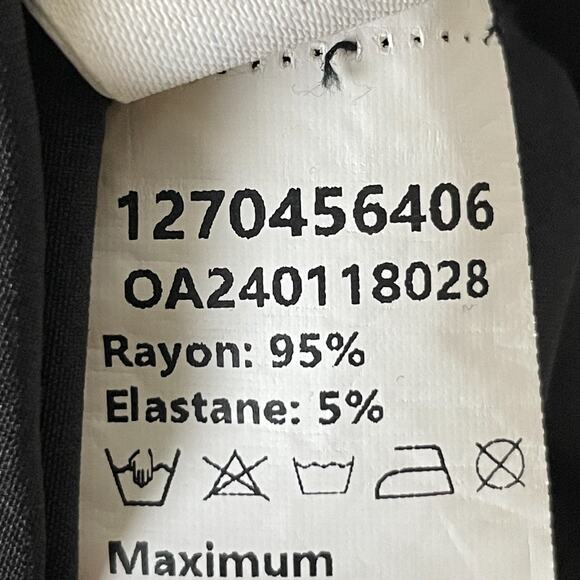 1270456406
OA240118028
Rayon: 95%
Elastane: 5%
Maximum